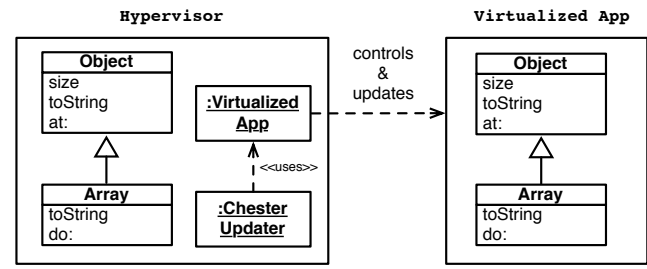 Hypervisor
Object
size
toString
at:
Array
toString
do:
:Virtualized
App
<<uses>>
:Chester
Updater
controls
&
updates
Virtualized App
Object
size
toString
at:
Array
toString
do: